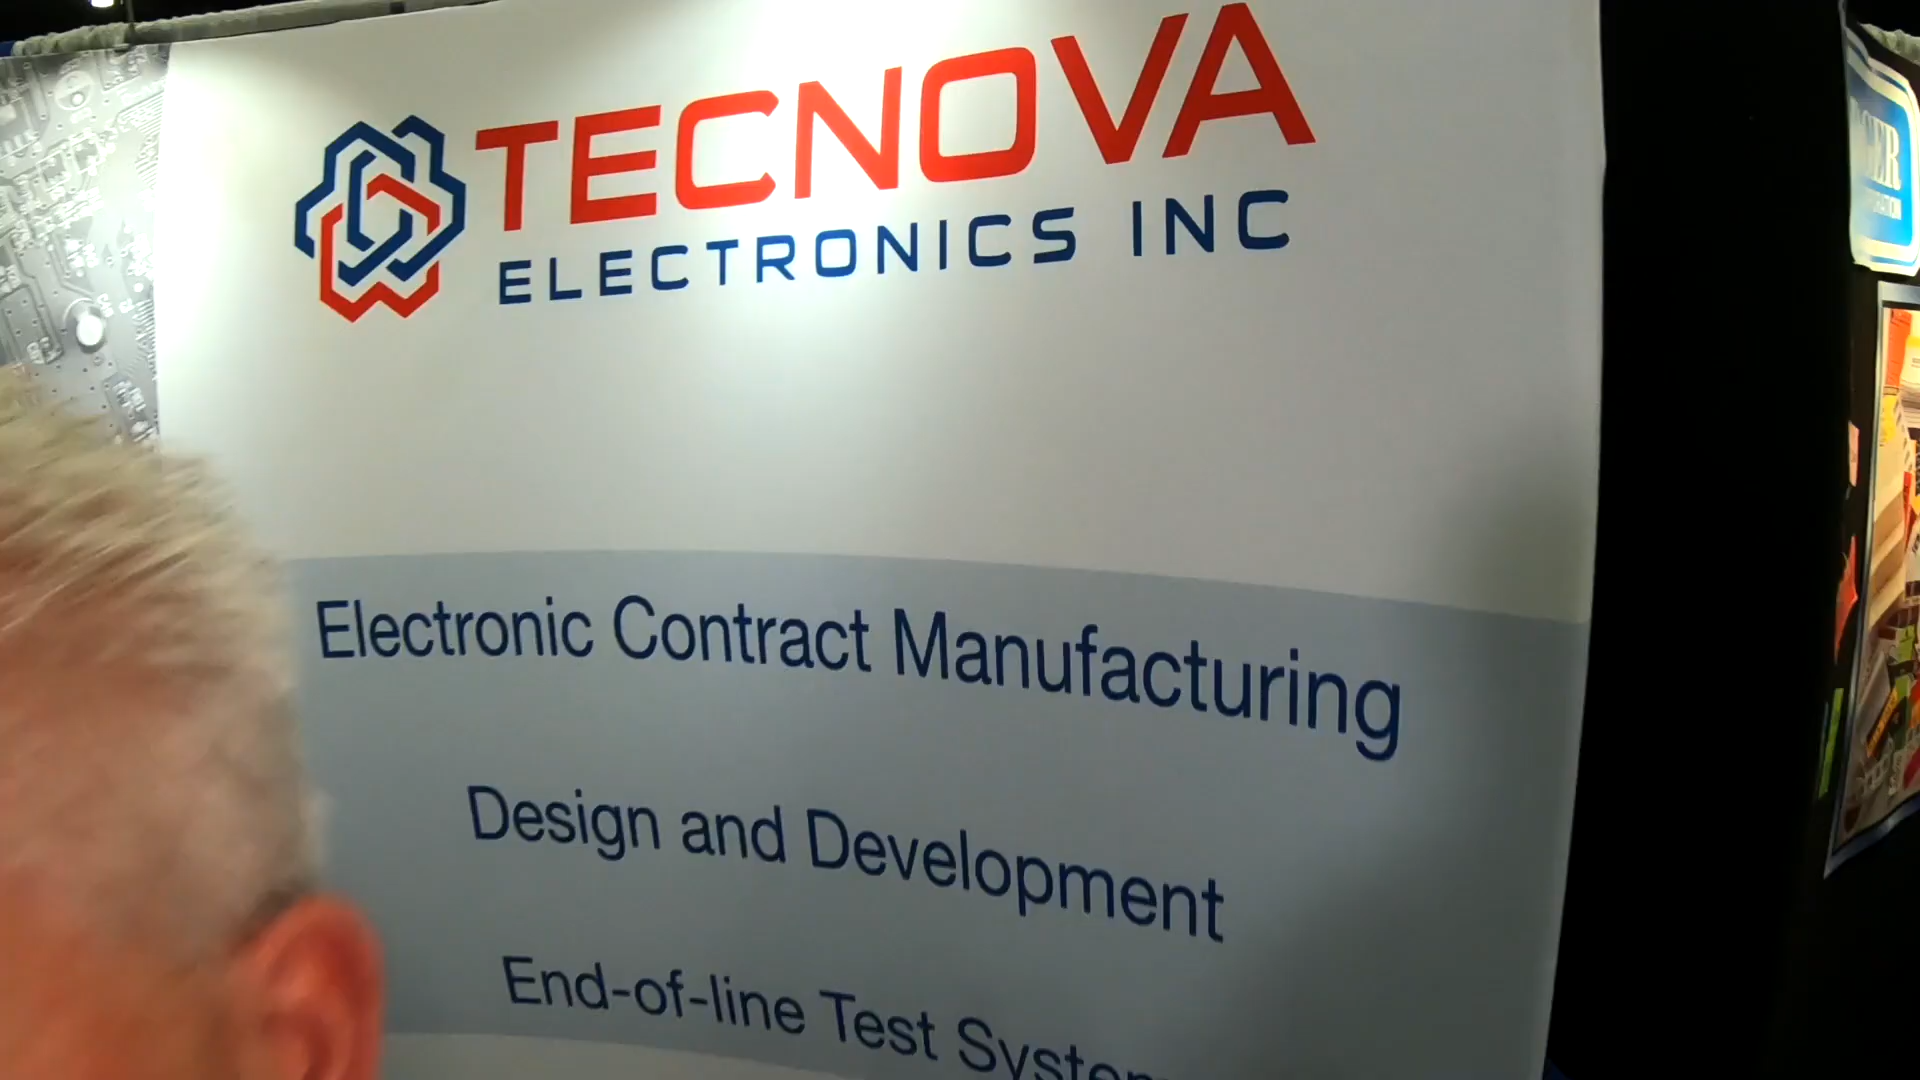 TECNOVA
ELECTRONICS INC
Electronic Contract Manufacturing
Design and Development
End-of-line Test